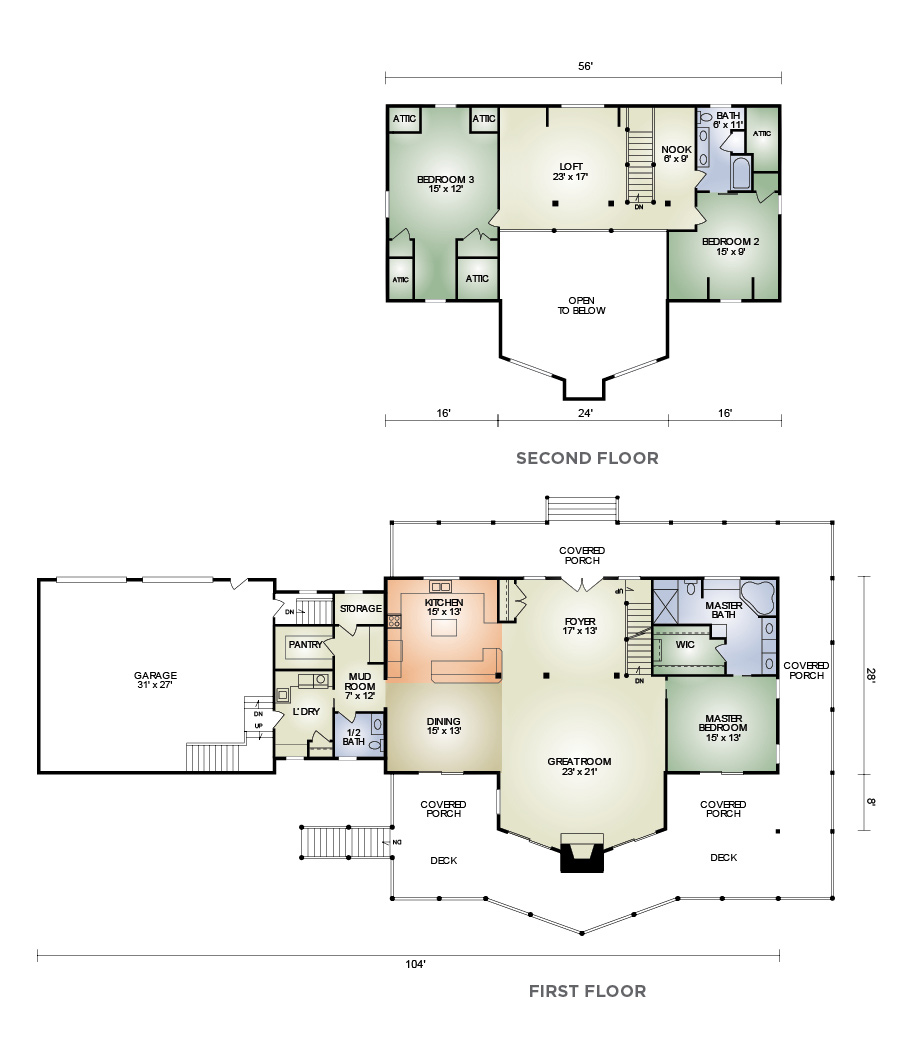 56'
ATTIC
ATTIC
BATH
6' x 11'
ATTIC
LOFT
23' x 17'
NOOK
6' x 9'
BEDROOM 3
15' x 12'
DN
BEDROOM 2
15' x 9'
ATTIC
ATTIC
OPEN
TO BELOW
16'
24'
16'
SECOND FLOOR
COVERED
PORCH
UP
DN
STORAGE
KITCHEN
15' x 13'
FOYER
17' x 13'
MASTER
BATH
PANTRY
WIC
COVERED
PORCH
28'
GARAGE
31' x 27'
MUD
ROOM
7' x 12'
DN
L'DRY
DN
UP
1/2
BATH
DINING
15' x 13'
MASTER
BEDROOM
15' x 13'
GREATROOM
23' x 21'
COVERED
PORCH
COVERED
PORCH
8'
DN
DECK
DECK
104'
FIRST FLOOR